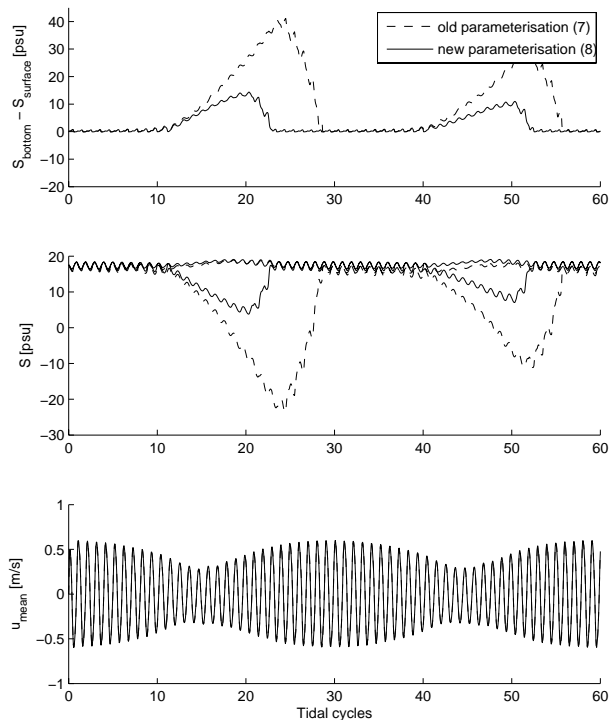 S_bottom − S_surface [psu]
40
30
20
10
0
−10
−20
0 10 20 30 40 50 60
old parameterisation (7)
new parameterisation (8)
S [psu]
20
10
0
−10
−20
−30
0 10 20 30 40 50 60
u_mean [m/s]
1
0.5
0
−0.5
−1
0 10 20 30 40 50 60
Tidal cycles